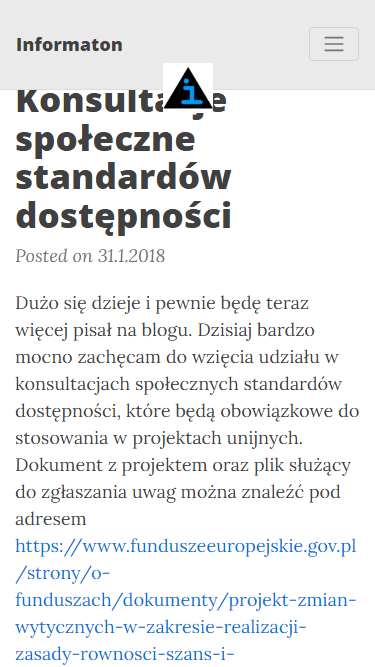 Informaton
i
Konsultacje
społeczne
standardów
dostępności
Posted on 31.1.2018
Dużo się dzieje i pewnie będę teraz
więcej pisał na blogu. Dzisiaj bardzo
mocno zachęcam do wzięcia udziału w
konsultacjach społecznych standardów
dostępności, które będą obowiązkowe do
stosowania w projektach unijnych.
Dokument z projektem oraz plik służący
do zgłaszania uwag można znaleźć pod
adresem
https://www.funduszeeuropejskie.gov.pl
/strony/o-
funduszach/dokumenty/projekt-zmian-
wytycznych-w-zakresie-realizacji-
zasady-rownosci-szans-i-